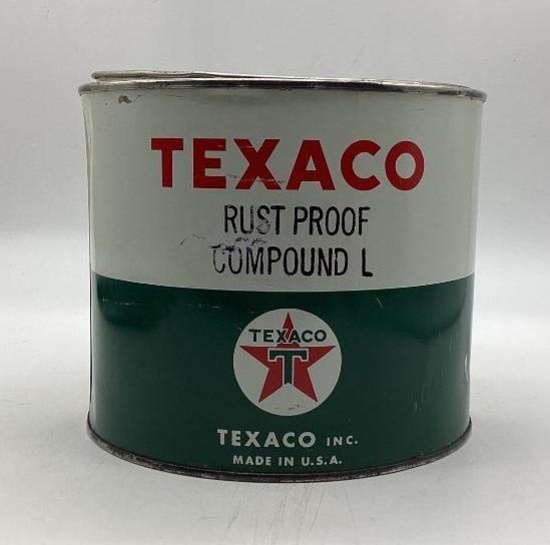 TEXACO
RUST PROOF
COMPOUND L
TEXACO
T
TEXACO INC.
MADE IN U.S.A.